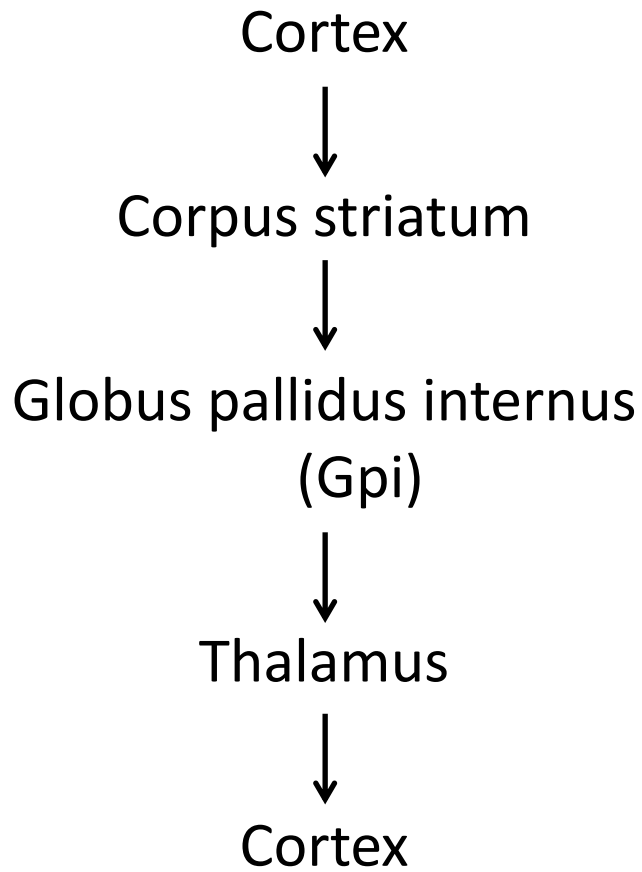 Cortex
Corpus striatum
Globus pallidus internus
(Gpi)
Thalamus
Cortex